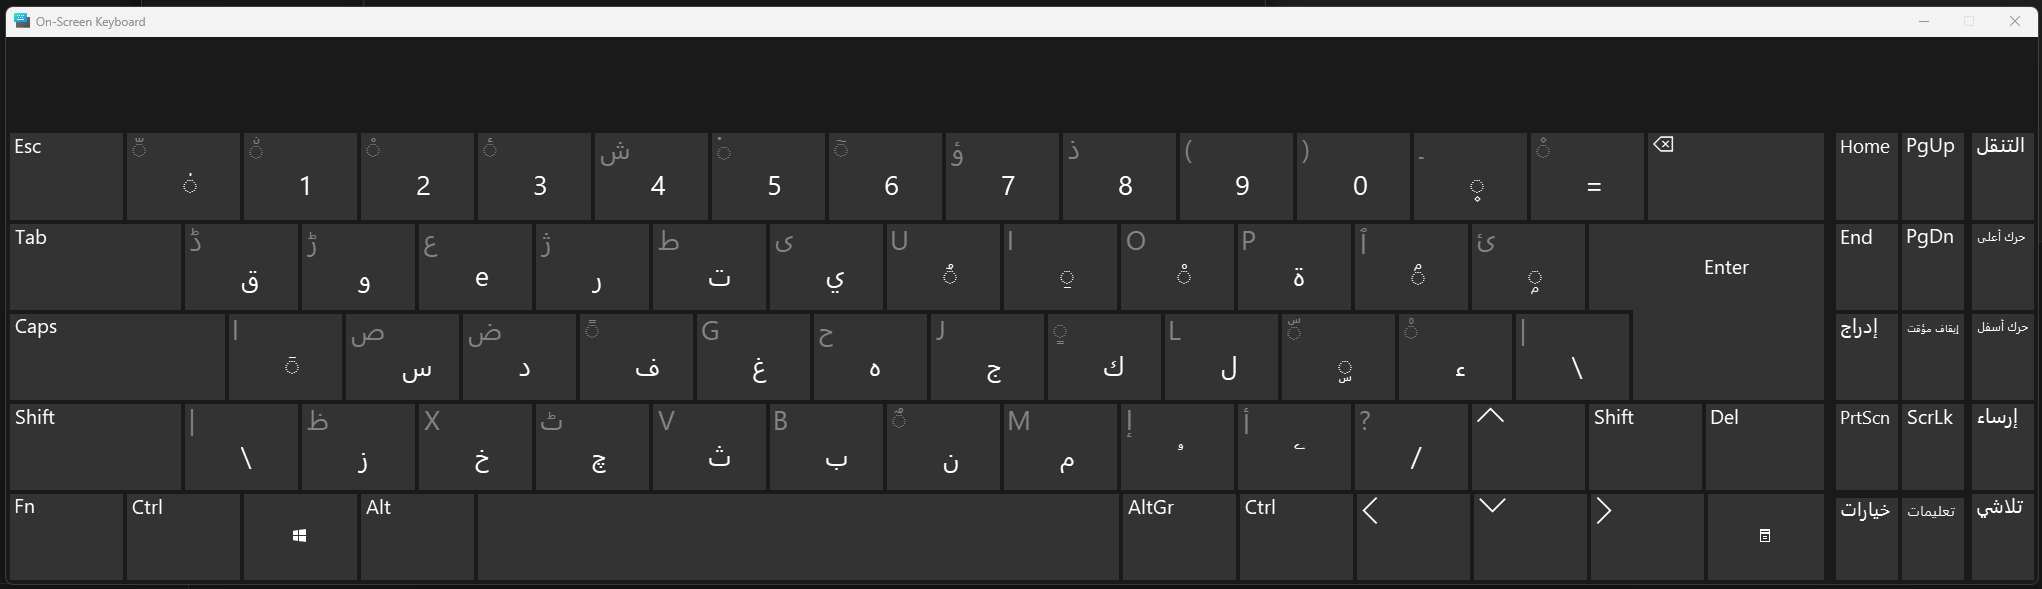 On-Screen Keyboard
Esc 1 2 3 ش 4 5 6 ؤ 7 ذ 8 ( 9 ) 0 - = Home PgUp التنقل
Tab ڈ ق ڑ و ع e ژ ر ط ت ى ي U I O P ة ئ Enter End PgDn حرك أعلى
Caps ا ص س ض د ف G غ ح ه J ج ك L ل ء | \ إدراج إيقاف مؤقت حرك أسفل
Shift | \ ظ ز X خ ٹ چ V ث B ب ن M م إ أ ے ? / Shift Del PrtScn ScrLk إرساء
Fn Ctrl Alt AltGr Ctrl خيارات تعليمات تلاشي